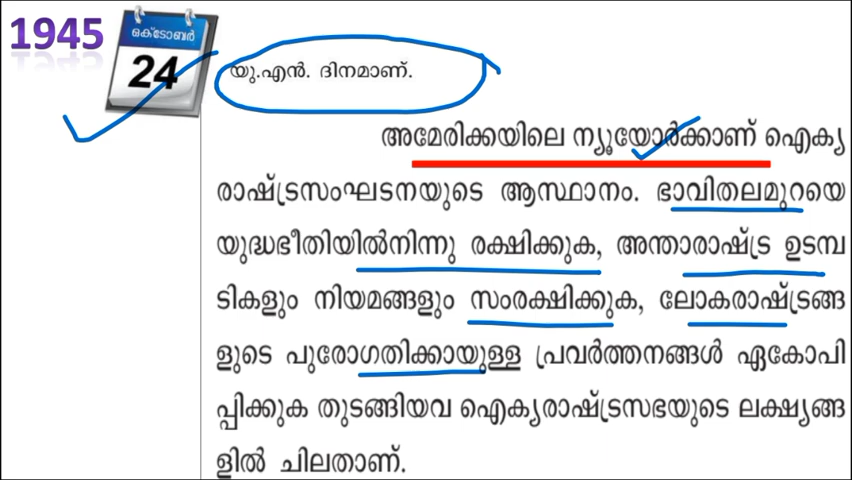 1945
ഒക്ടോബർ
24
യു.എൻ. ദിനമാണ്.
അമേരിക്കയിലെ ന്യൂയോർക്കാണ് ഐക്യ
രാഷ്ട്രസംഘടനയുടെ ആസ്ഥാനം. ഭാവിതലമുറയെ
യുദ്ധഭീതിയിൽനിന്നു രക്ഷിക്കുക, അന്താരാഷ്ട്ര ഉടമ്പ
ടികളും നിയമങ്ങളും സംരക്ഷിക്കുക, ലോകരാഷ്ട്രങ്ങ
ളുടെ പുരോഗതിക്കായുള്ള പ്രവർത്തനങ്ങൾ ഏകോപി
പ്പിക്കുക തുടങ്ങിയവ ഐക്യരാഷ്ട്രസഭയുടെ ലക്ഷ്യങ്ങ
ളിൽ ചിലതാണ്.